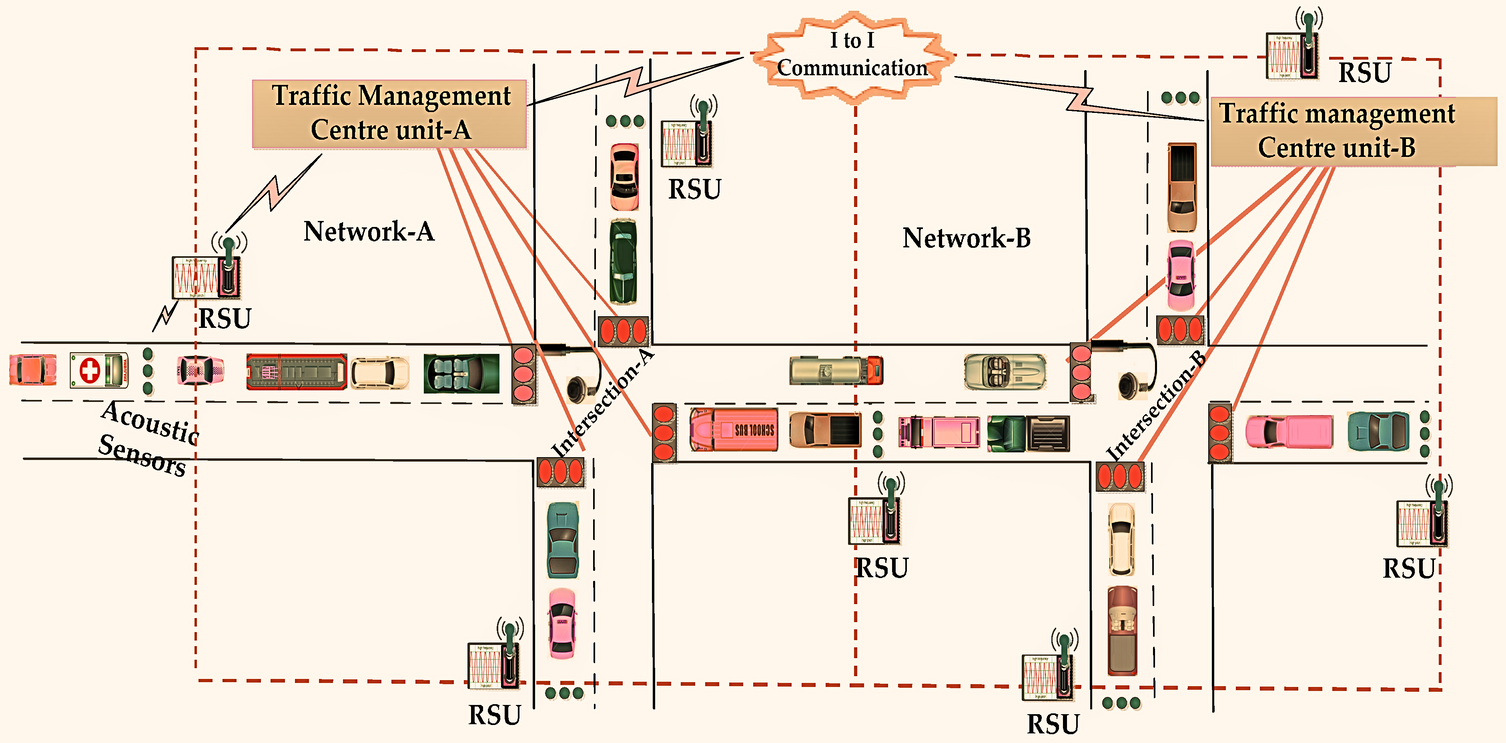 I to I
Communication
RSU
Traffic Management
Centre unit-A
Traffic management
Centre unit-B
RSU
Network-A
Network-B
RSU
Intersection-A
Intersection-B
Acoustic
Sensors
SCHOOL BUS
RSU
RSU
RSU
RSU